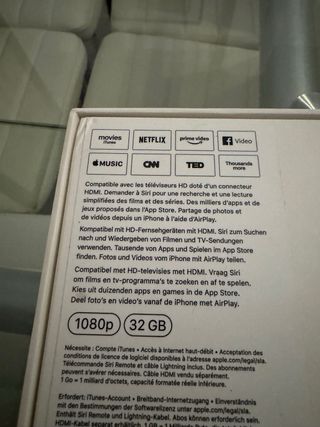 movies
iTunes
NETFLIX
prime video
f Video
MUSIC
CNN
TED
Thousands
more
Compatible avec les téléviseurs HD doté d'un connecteur
HDMI. Demander à Siri pour une recherche et une lecture
simplifiées des films et des séries. Des milliers d'apps et de
jeux proposés dans l'App Store. Partage de photos et
de vidéos depuis un iPhone à l'aide d'AirPlay.
Kompatibel mit HD-Fernsehgeräten mit HDMI. Siri zum Suchen
nach und Wiedergeben von Filmen und TV-Sendungen
verwenden. Tausende von Apps und Spielen im App Store
finden. Fotos und Videos vom iPhone mit AirPlay teilen.
Compatibel met HD-televisies met HDMI. Vraag Siri
om films en tv-programma's te zoeken en af te spelen.
Kies uit duizenden apps en games in de App Store.
Deel foto's en video's vanaf de iPhone met AirPlay.
1080p 32 GB
Nécessite : Compte iTunes • Accès à Internet haut-débit • Acceptation des
conditions de licence du logiciel disponibles à l'adresse apple.com/legal/sla.
Télécommande Siri Remote et câble Lightning inclus. Des abonnements
peuvent s'avérer nécessaires. Câble HDMI vendu séparément.
1 Go = 1 milliard d'octets, capacité formatée réelle inférieure.
Erfordert: iTunes-Account • Breitband-Internetzugang • Einverständnis
mit den Bestimmungen der Softwarelizenz unter apple.com/legal/sla.
Enthält Siri Remote und Lightning-Kabel. Abos können erforderlich sein.